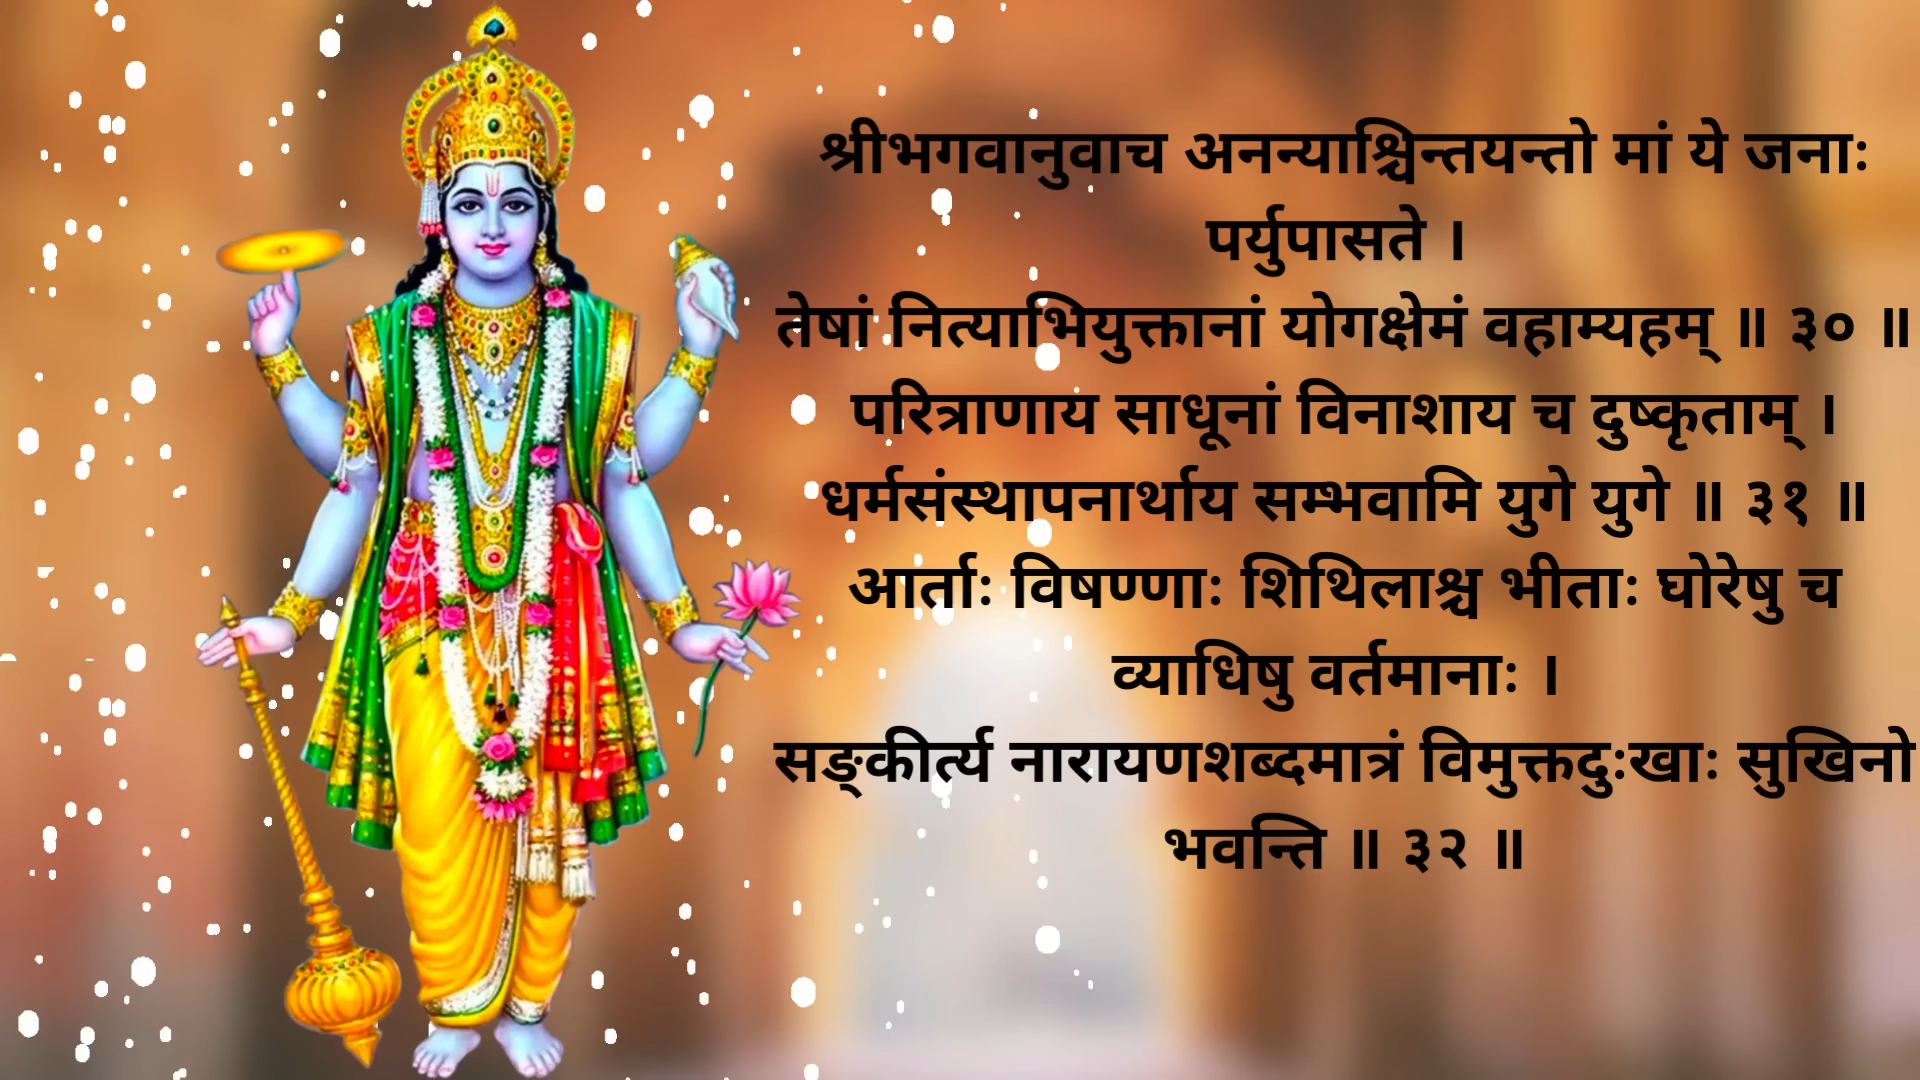 श्रीभगवानुवाच अनन्याश्चिन्तयन्तो मां ये जनाः
पर्युपासते ।
तेषां नित्याभियुक्तानां योगक्षेमं वहाम्यहम् ॥ ३० ॥
परित्राणाय साधूनां विनाशाय च दुष्कृताम् ।
धर्मसंस्थापनार्थाय सम्भवामि युगे युगे ॥ ३१ ॥
आर्ताः विषण्णाः शिथिलाश्च भीताः घोरेषु च
व्याधिषु वर्तमानाः ।
सङ्कीर्त्य नारायणशब्दमात्रं विमुक्तदुःखाः सुखिनो
भवन्ति ॥ ३२ ॥